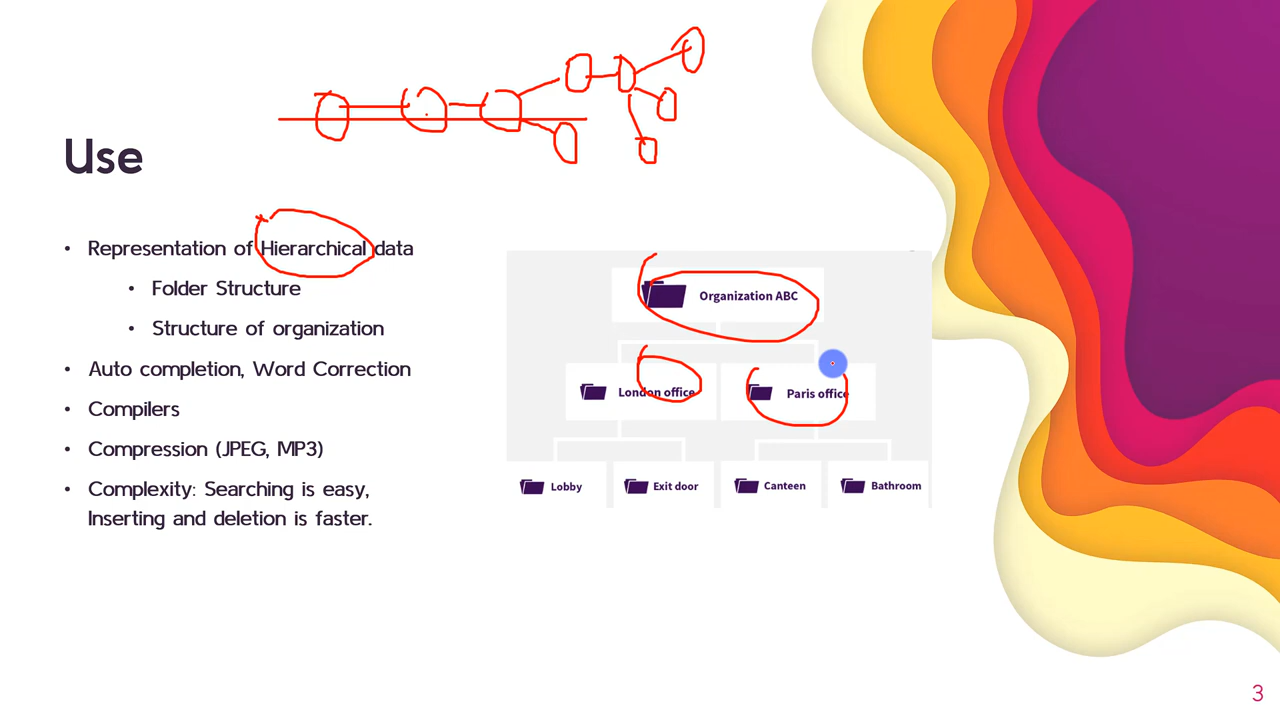 Use
Representation of Hierarchical data
Folder Structure
Structure of organization
Auto completion, Word Correction
Compilers
Compression (JPEG, MP3)
Complexity: Searching is easy,
Inserting and deletion is faster.
Organization ABC
London office
Paris office
Lobby
Exit door
Canteen
Bathroom
3